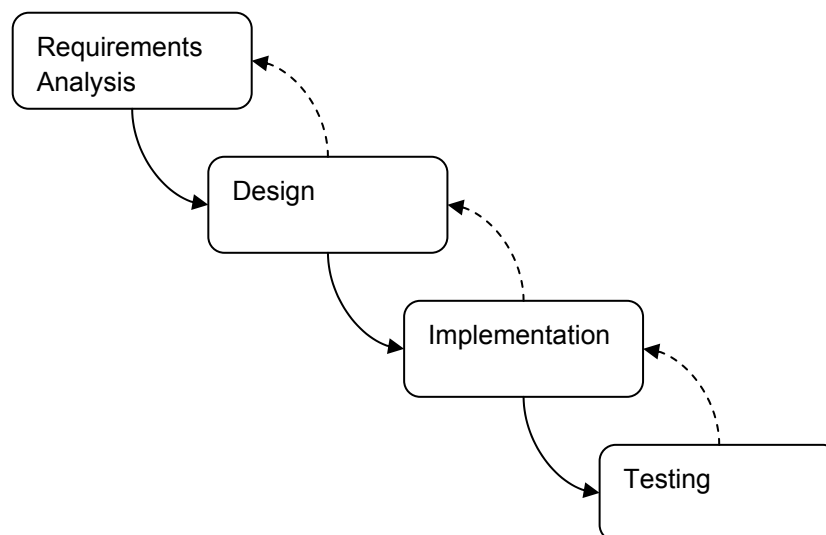 Requirements
Analysis
Design
Implementation
Testing